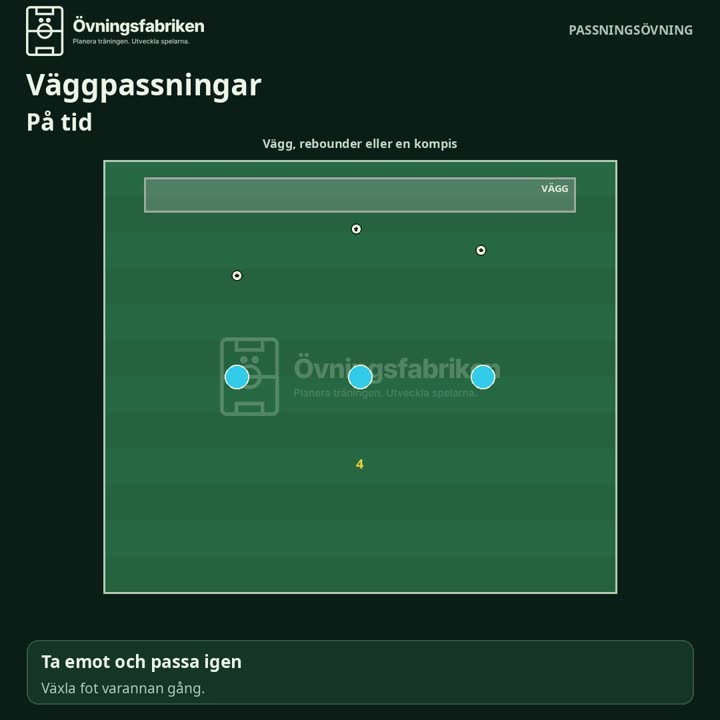 Övningsfabriken
Planera träningen. Utveckla spelarna.
PASSNINGSÖVNING
Väggpassningar
På tid
Vägg, rebounder eller en kompis
VÄGG
Övningsfabriken
Planera träningen. Utveckla spelarna.
4
Ta emot och passa igen
Växla fot varannan gång.